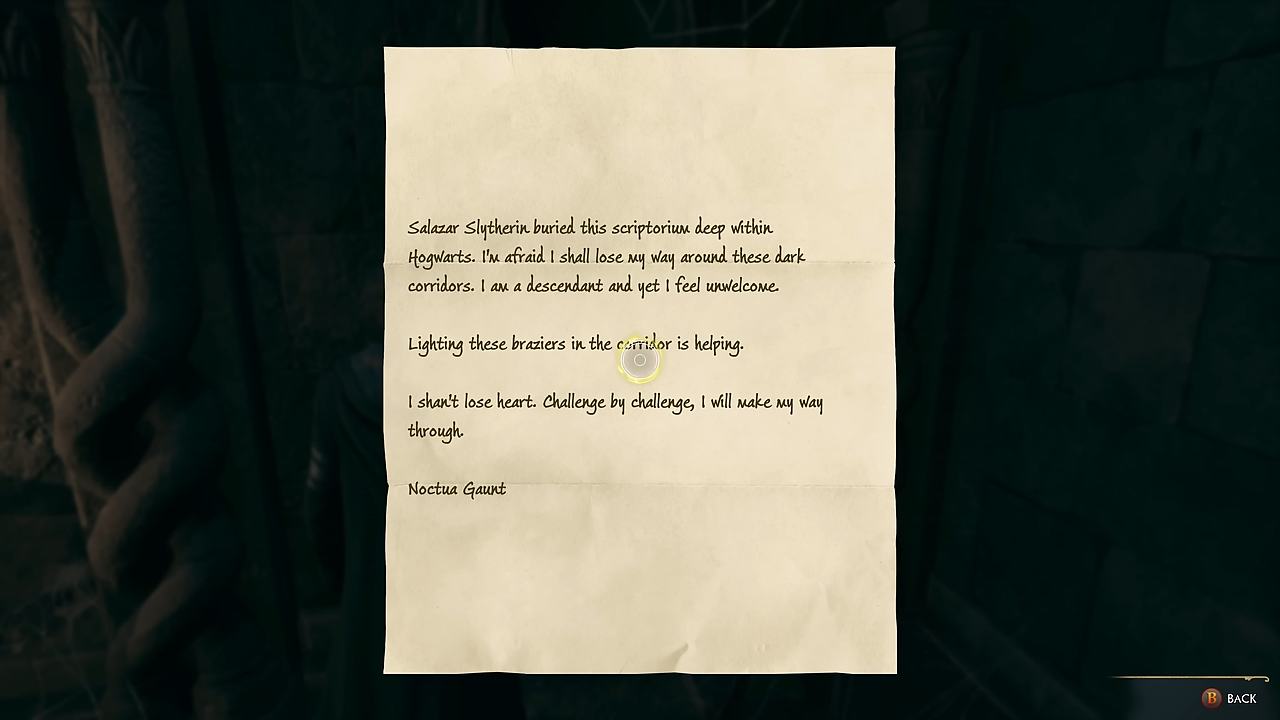 Salazar Slytherin buried this scriptorium deep within
Hogwarts. I'm afraid I shall lose my way around these dark
corridors. I am a descendant and yet I feel unwelcome.
Lighting these braziers in the corridor is helping.
I shan't lose heart. Challenge by challenge, I will make my way
through.
Noctua Gaunt
B BACK